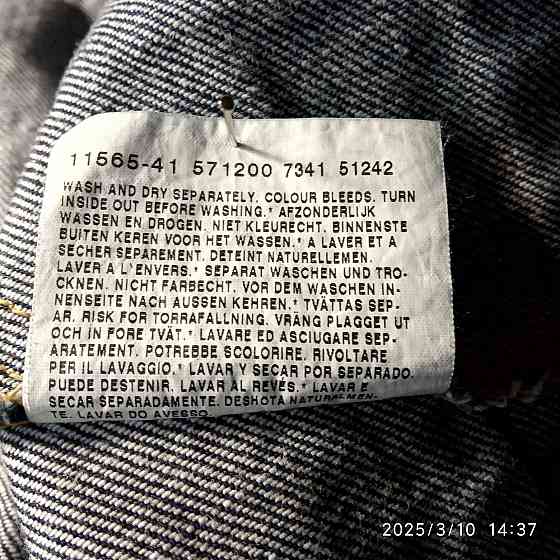 11565-41 571200 7341 51242
WASH AND DRY SEPARATELY. COLOUR BLEEDS. TURN
INSIDE OUT BEFORE WASHING.* AFZONDERLIJK
WASSEN EN DROGEN. NIET KLEURECHT. BINNENSTE
BUITEN KEREN VOOR HET WASSEN.* A LAVER ET A
SECHER SEPAREMENT. DETEINT NATURELLEMEN.
LAVER A L'ENVERS.* SEPARAT WASCHEN UND TRO-
CKNEN. NICHT FARBECHT. VOR DEM WASCHEN IN-
NENSEITE NACH AUSSEN KEHREN.* TVÄTTAS SEP-
AR. RISK FOR TORRAFALLNING. VRÄNG PLAGGET UT
OCH IN FORE TVÄT.* LAVARE ED ASCIUGARE SEP-
ARATEMENT. POTREBBE SCOLORIRE. RIVOLTARE
PER IL LAVAGGIO.* LAVAR Y SECAR POR SEPARADO.
PUEDE DESTENIR. LAVAR AL REVÉS.* LAVAR E
SECAR SEPARADAMENTE. DESHOTA NATURALMEN-
TE. LAVAR DO AVESSO.
2025/3/10 14:37